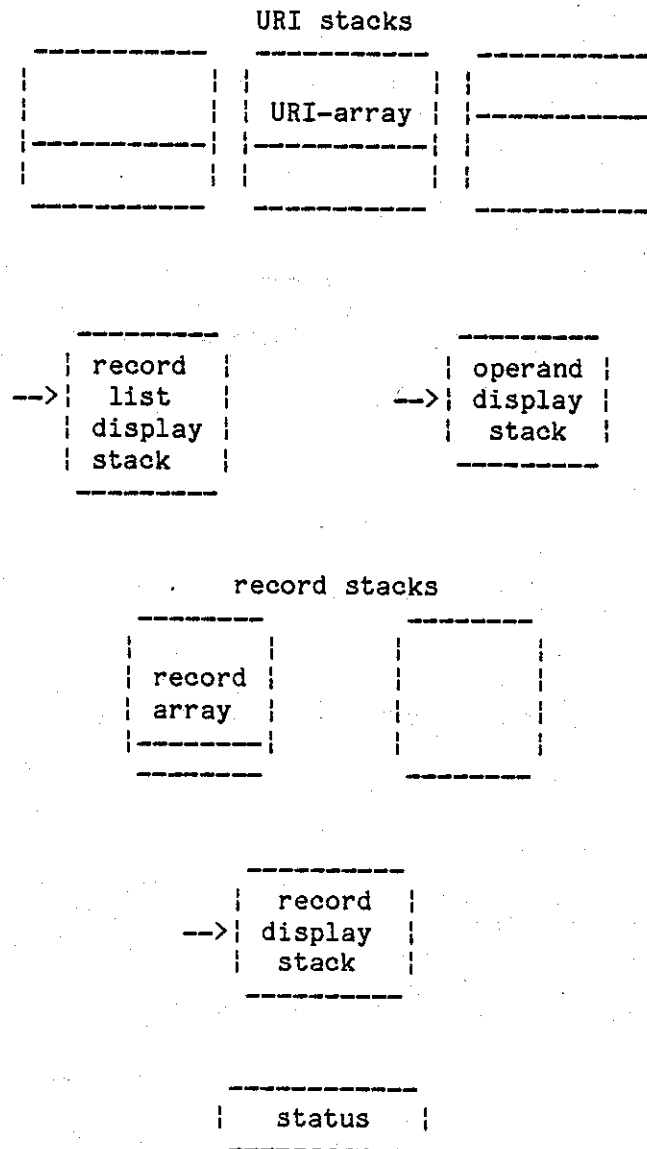 URI stacks
URI-array
record
list
display
stack
operand
display
stack
record stacks
record
array
record
display
stack
status